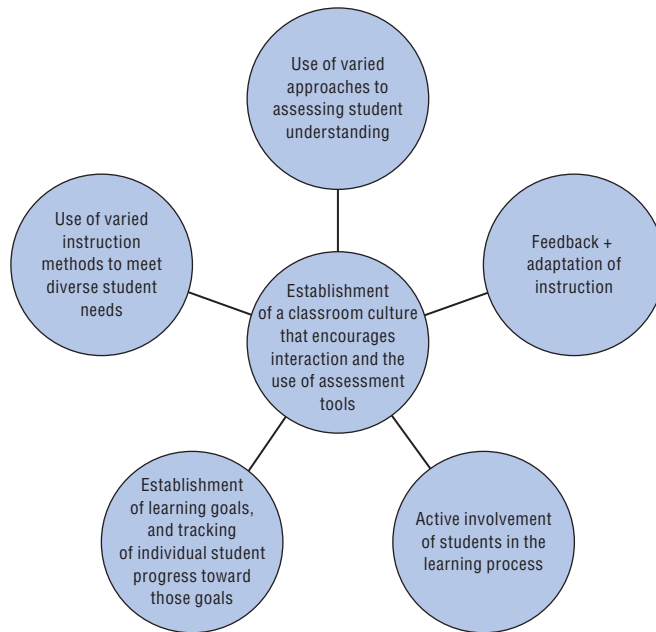 Use of varied
approaches to
assessing student
understanding
Use of varied
instruction
methods to meet
diverse student
needs
Feedback +
adaptation of
instruction
Establishment
of a classroom culture
that encourages
interaction and the
use of assessment
tools
Establishment
of learning goals,
and tracking
of individual student
progress toward
those goals
Active involvement
of students in the
learning process